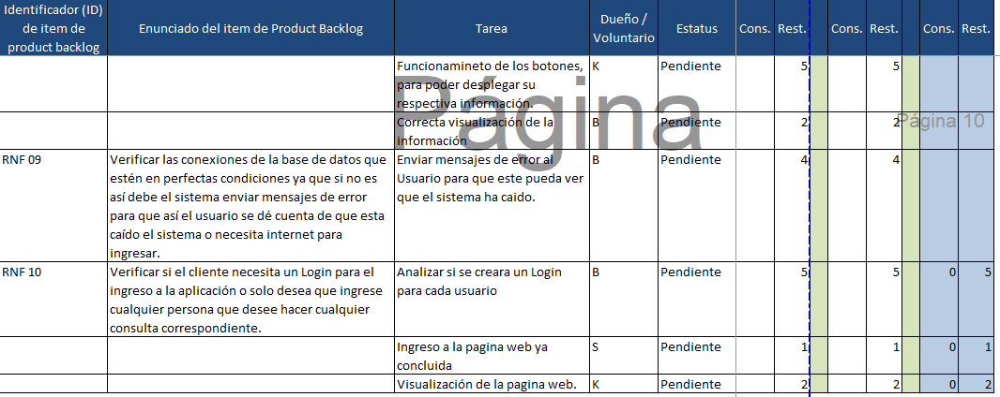 Identificador (ID)
de item de
product backlog
Enunciado del item de Product Backlog
Tarea
Dueño /
Voluntario
Estatus
Cons.
Rest.
Cons.
Rest.
Cons.
Rest.
Funcionamineto de los botones,
para poder desplegar su
respectiva información.
K
Pendiente
5
5
Correcta visualización de la
información
B
Pendiente
2
2
Página
Página 10
RNF 09
Verificar las conexiones de la base de datos que
estén en perfectas condiciones ya que si no es
así debe el sistema enviar mensajes de error
para que así el usuario se dé cuenta de que esta
caído el sistema o necesita internet para
ingresar.
Enviar mensajes de error al
Usuario para que este pueda ver
que el sistema ha caido.
B
Pendiente
4
4
RNF 10
Verificar si el cliente necesita un Login para el
ingreso a la aplicación o solo desea que ingrese
cualquier persona que desee hacer cualquier
consulta correspondiente.
Analizar si se creara un Login
para cada usuario
B
Pendiente
5
5
0
5
Ingreso a la pagina web ya
concluida
S
Pendiente
1
1
0
1
Visualización de la pagina web.
K
Pendiente
2
2
0
2